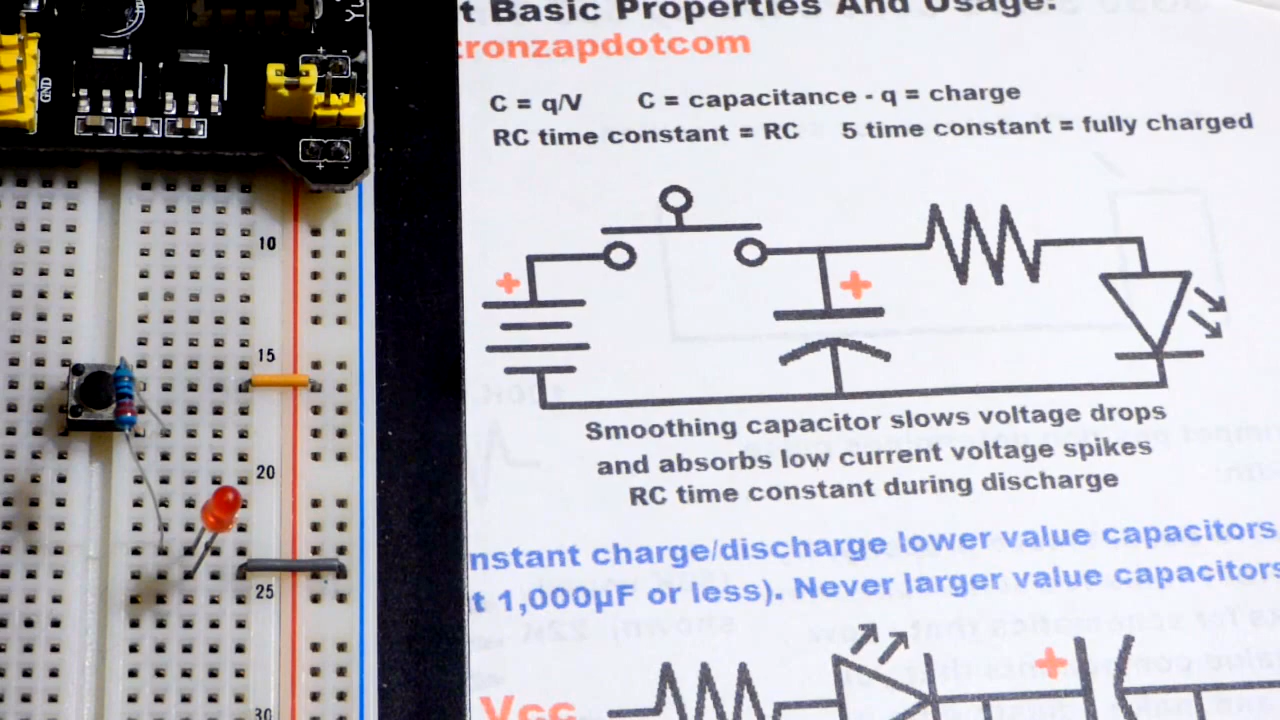 t Basic Properties And Usage:
tronzapdotcom
C = q/V C = capacitance - q = charge
RC time constant = RC 5 time constant = fully charged
+
+
Smoothing capacitor slows voltage drops
and absorbs low current voltage spikes
RC time constant during discharge
nstant charge/discharge lower value capacitors
t 1,000µF or less). Never larger value capacitors
+
Vcc
GND
10
15
20
25
30